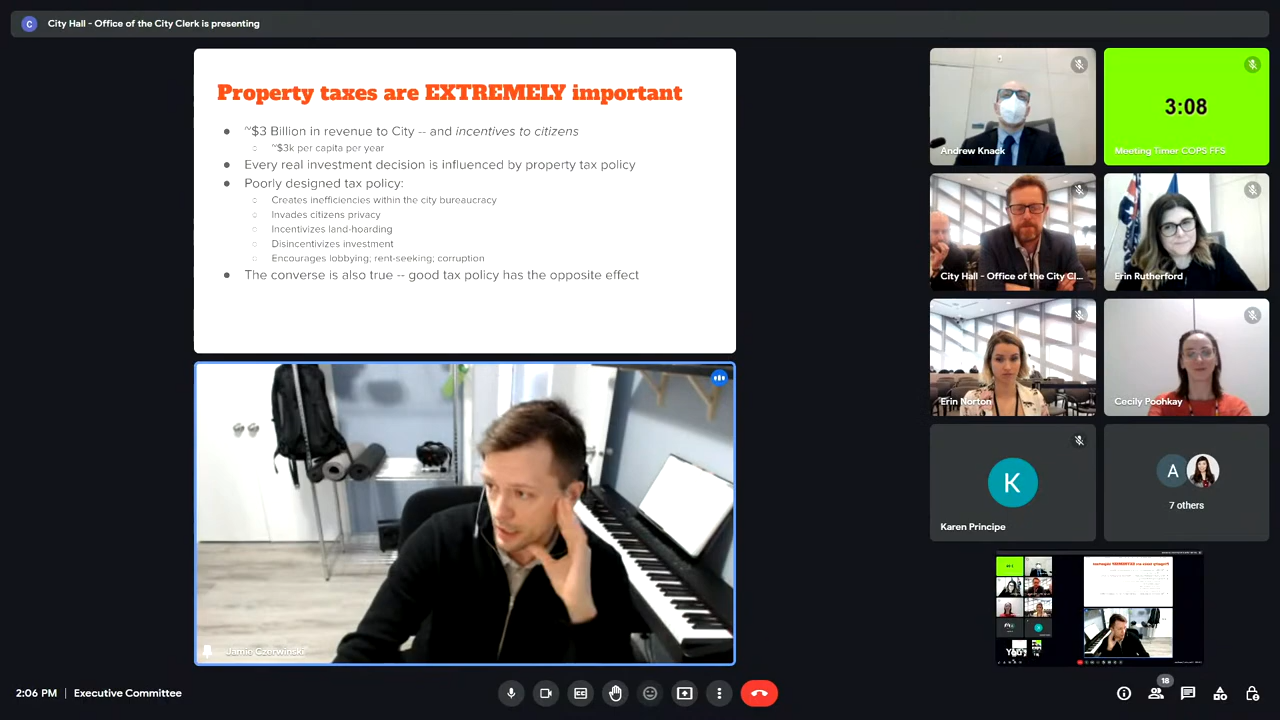 C City Hall - Office of the City Clerk is presenting
Property taxes are EXTREMELY important
~$3 Billion in revenue to City -- and incentives to citizens
~$3k per capita per year
Every real investment decision is influenced by property tax policy
Poorly designed tax policy:
Creates inefficiencies within the city bureaucracy
Invades citizens privacy
Incentivizes land-hoarding
Disincentivizes investment
Encourages lobbying; rent-seeking; corruption
The converse is also true -- good tax policy has the opposite effect
Jamie Czerwinski
Andrew Knack
3:08
Meeting Timer COPS FFS
City Hall - Office of the City Cl...
Erin Rutherford
Erin Norton
Cecily Poohkay
K
Karen Principe
A
7 others
2:06 PM | Executive Committee
18